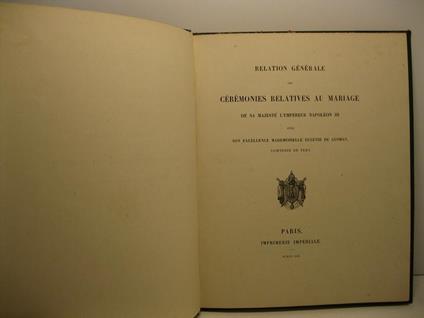 RELATION GÉNÉRALE
DES
CÉRÉMONIES RELATIVES AU MARIAGE
DE SA MAJESTÉ L'EMPEREUR NAPOLÉON III
AVEC
SON EXCELLENCE MADEMOISELLE EUGÉNIE DE GUSMAN,
COMTESSE DE TEBA
PARIS.
IMPRIMERIE IMPÉRIALE.